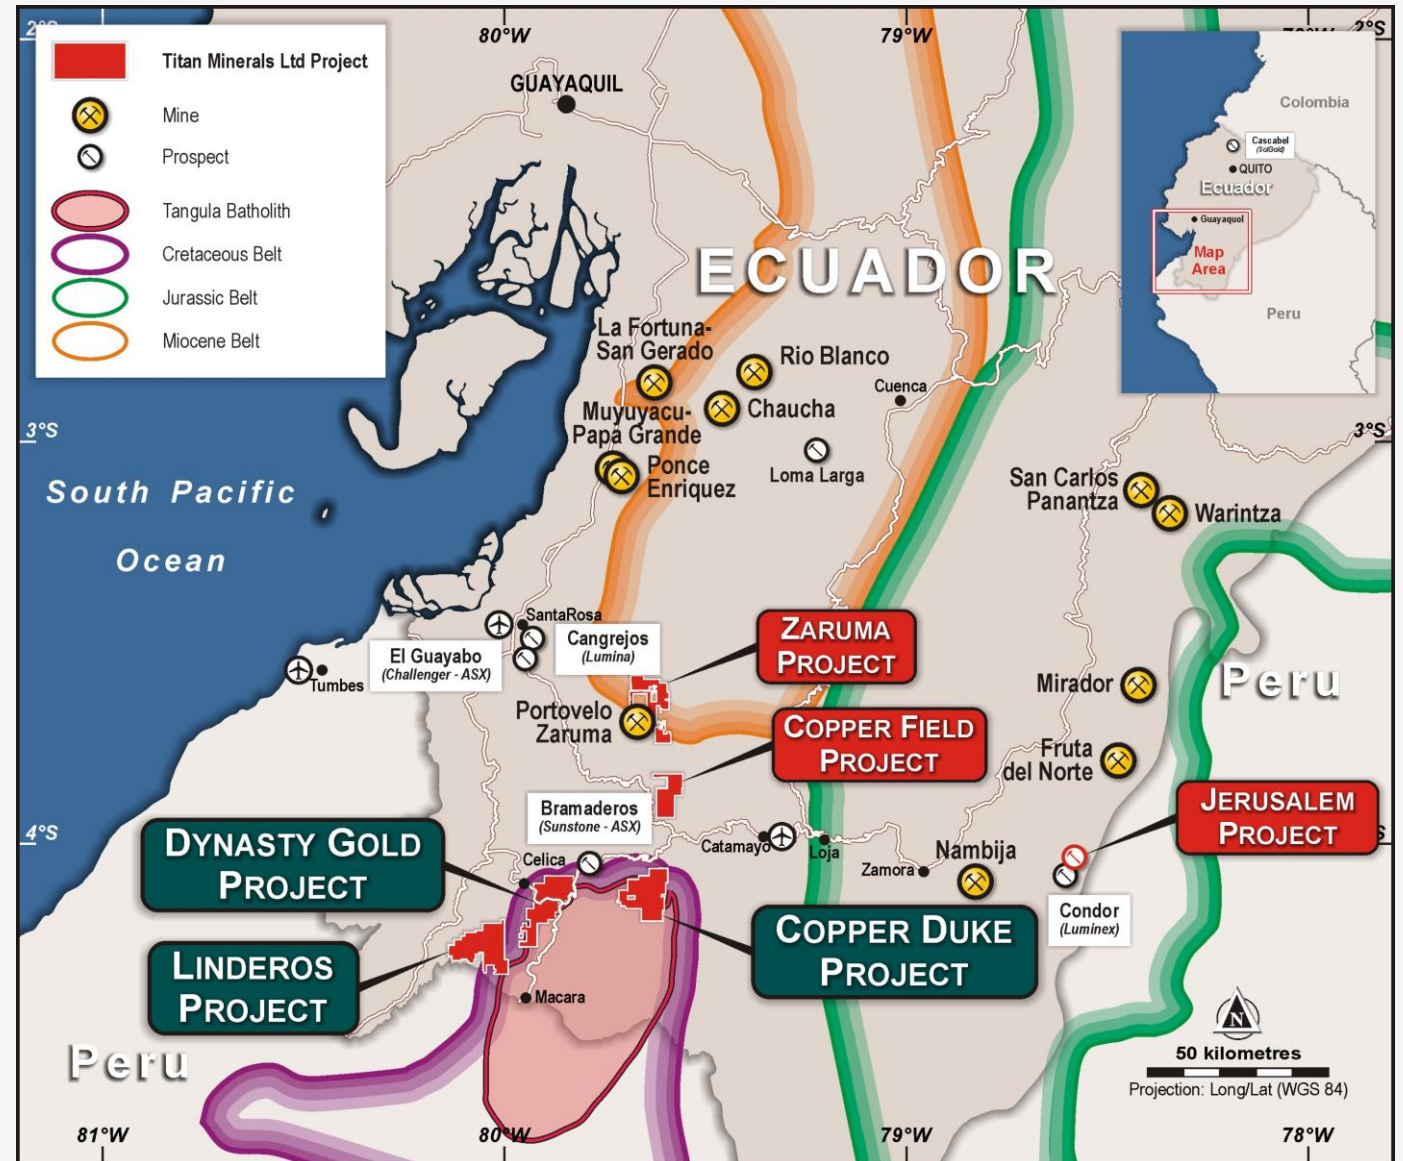 2°S
80°W
79°W
2°S
Titan Minerals Ltd Project
Mine
Prospect
Tangula Batholith
Cretaceous Belt
Jurassic Belt
Miocene Belt
GUAYAQUIL
Colombia
Cascabel
(SolGold)
QUITO
Ecuador
Guayaquol
Map
Area
Peru
ECUADOR
La Fortuna-
San Gerado
Rio Blanco
Cuenca
Muyuyacu-
Papa Grande
Chaucha
3°S
3°S
Ponce
Enriquez
Loma Larga
San Carlos
Panantza
Warintza
South Pacific
Ocean
SantaRosa
El Guayabo
(Challenger - ASX)
Cangrejos
(Lumina)
ZARUMA
PROJECT
Tumbes
Portovelo
Zaruma
COPPER FIELD
PROJECT
Mirador
Peru
Fruta
del Norte
JERUSALEM
PROJECT
4°S
Bramaderos
(Sunstone - ASX)
Catamayo
Loja
Zamora
Nambija
DYNASTY GOLD
PROJECT
Celica
Condor
(Luminex)
COPPER DUKE
PROJECT
LINDEROS
PROJECT
Macara
Peru
N
50 kilometres
Projection: Long/Lat (WGS 84)
81°W
80°W
79°W
78°W